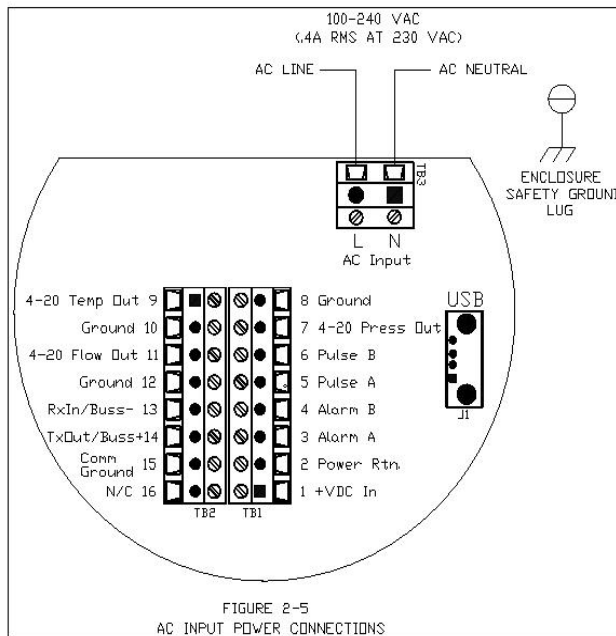 100-240 VAC
(.4A RMS AT 230 VAC)
AC LINE
AC NEUTRAL
TB3
ENCLOSURE
SAFETY GROUND
LUG
L N
AC Input
4-20 Temp Out 9
Ground 10
4-20 Flow Out 11
Ground 12
RxIn/Buss- 13
TxOut/Buss+14
Comm
Ground 15
N/C 16
8 Ground
7 4-20 Press Out
6 Pulse B
5 Pulse A
4 Alarm B
3 Alarm A
2 Power Rtn.
1 +VDC In
TB2 TB1
USB
J1
FIGURE 2-5
AC INPUT POWER CONNECTIONS